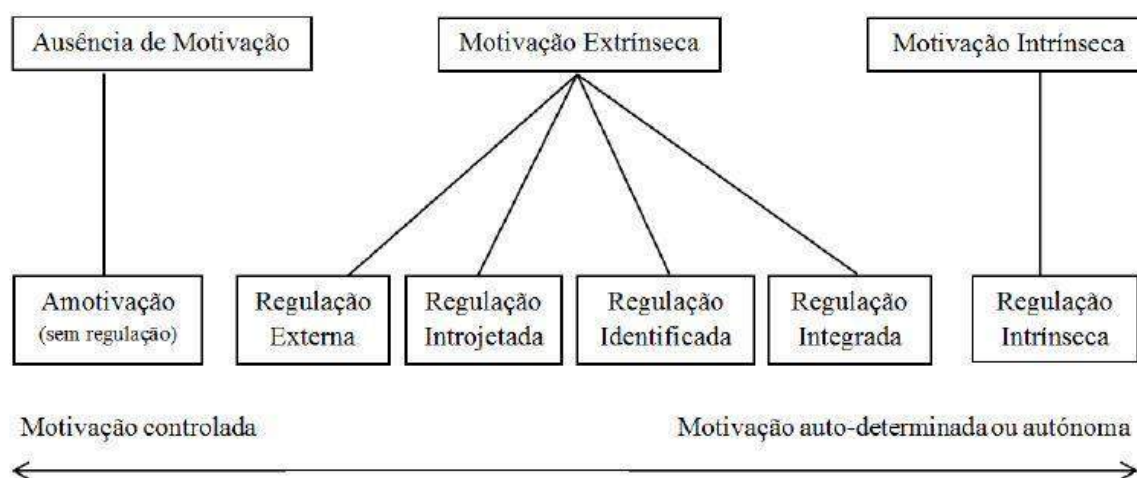 Ausência de Motivação
Motivação Extrínseca
Motivação Intrínseca
Amotivação
(sem regulação)
Regulação
Externa
Regulação
Introjetada
Regulação
Identificada
Regulação
Integrada
Regulação
Intrínseca
Motivação controlada
Motivação auto-determinada ou autónoma